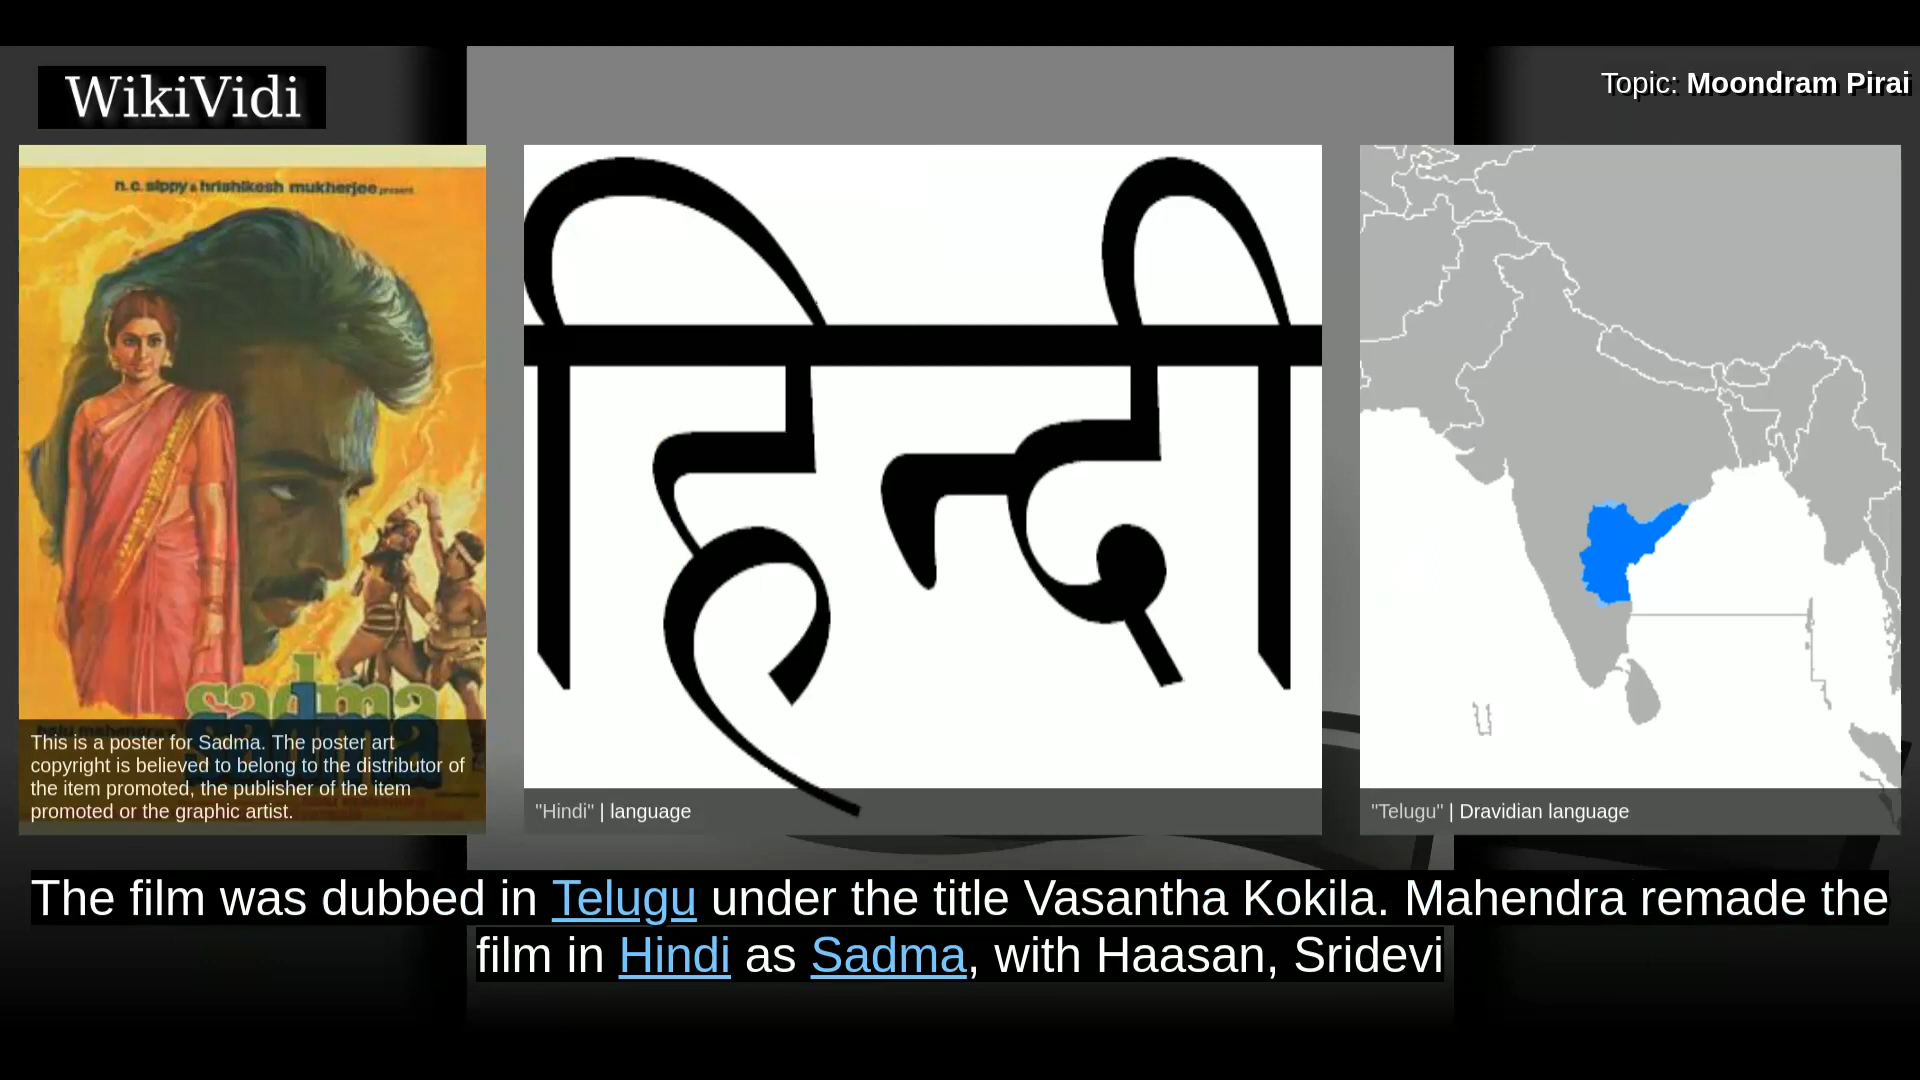 WikiVidi
Topic: Moondram Pirai
n.c. sippy & hrishikesh mukherjee present
sadma
This is a poster for Sadma. The poster art
copyright is believed to belong to the distributor of
the item promoted, the publisher of the item
promoted or the graphic artist.
हिन्दी
"Hindi" | language
"Telugu" | Dravidian language
The film was dubbed in Telugu under the title Vasantha Kokila. Mahendra remade the
film in Hindi as Sadma, with Haasan, Sridevi